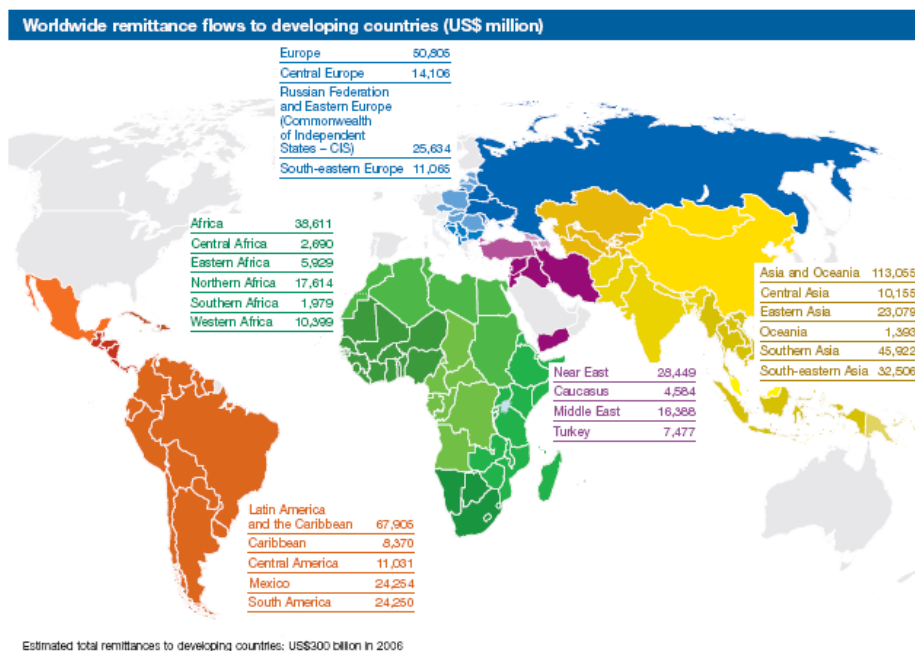 Worldwide remittance flows to developing countries (US$ million)
Europe 50,805
Central Europe 14,106
Russian Federation
and Eastern Europe
(Commonwealth
of Independent
States – CIS) 25,634
South-eastern Europe 11,065
Africa 38,611
Central Africa 2,690
Eastern Africa 5,929
Northern Africa 17,614
Southern Africa 1,979
Western Africa 10,399
Asia and Oceania 113,055
Central Asia 10,155
Eastern Asia 23,079
Oceania 1,393
Southern Asia 45,922
South-eastern Asia 32,506
Near East 28,449
Caucasus 4,584
Middle East 16,388
Turkey 7,477
Latin America
and the Caribbean 67,905
Caribbean 8,370
Central America 11,031
Mexico 24,254
South America 24,250
Estimated total remittances to developing countries: US$300 billion in 2006